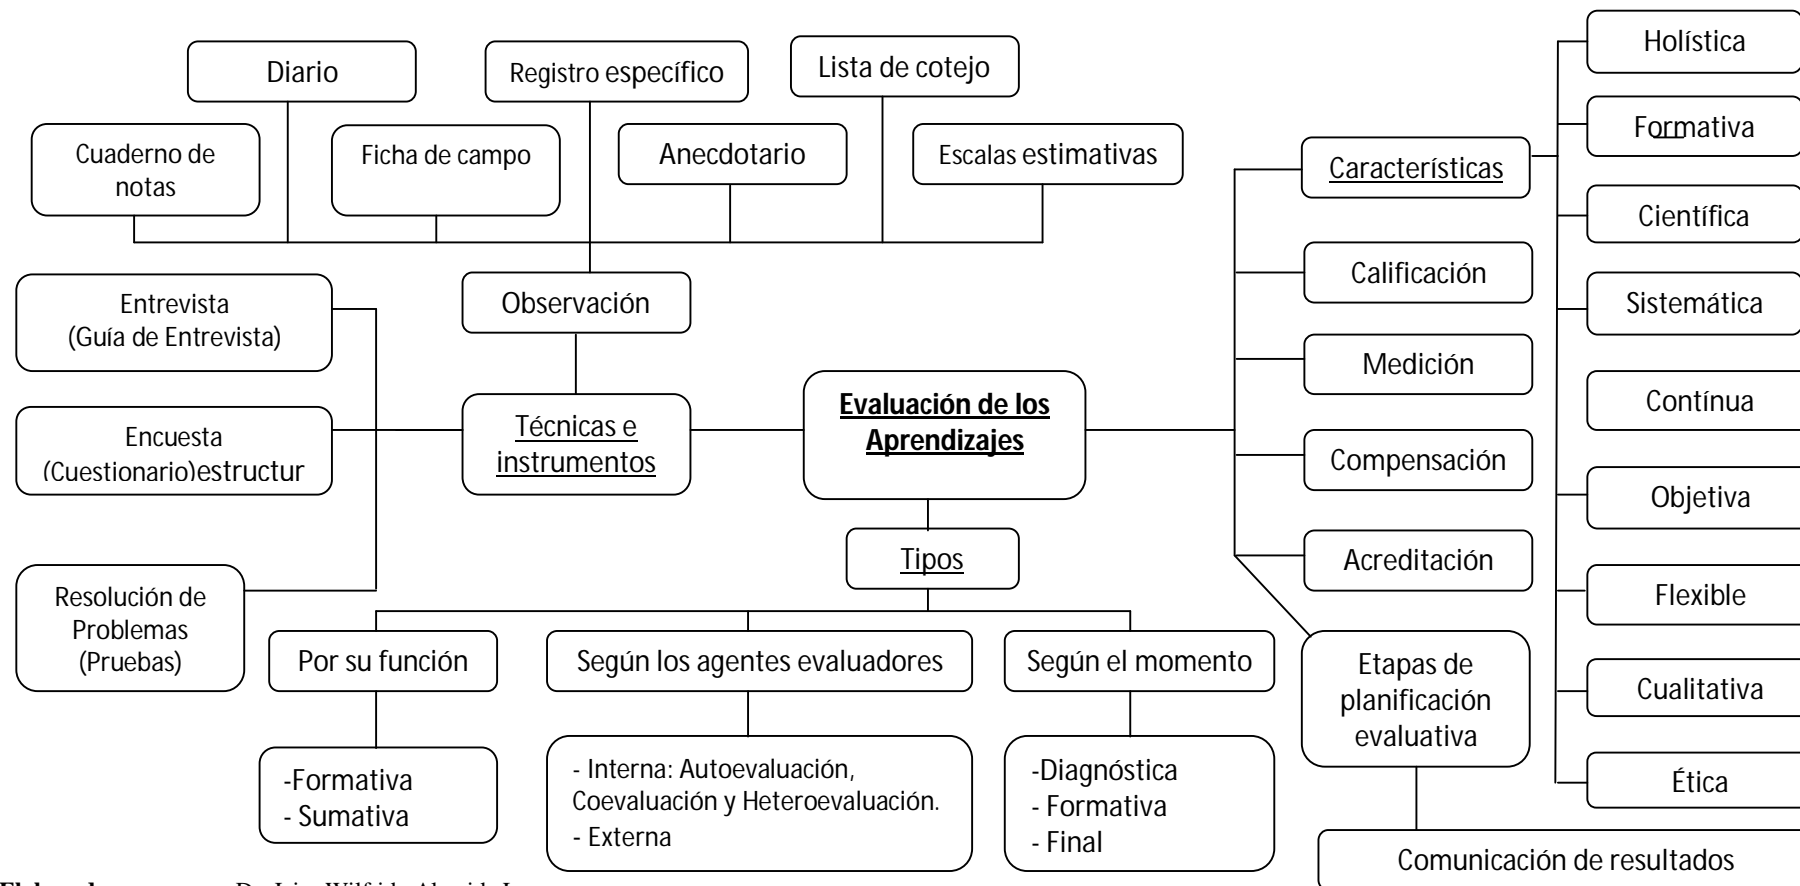 Diario
Registro específico
Lista de cotejo
Holística
Cuaderno de
notas
Ficha de campo
Anecdotario
Escalas estimativas
Formativa
Característícas
Científica
Entrevista
(Guía de Entrevista)
Observación
Calificación
Sistemática
Medición
Contínua
Encuesta
(Cuestionario)estructur
Técnicas e
instrumentos
Evaluación de los
Aprendizajes
Compensación
Objetiva
Tipos
Acreditación
Flexible
Resolución de
Problemas
(Pruebas)
Por su función
Según los agentes evaluadores
Según el momento
Etapas de
planificación
evaluativa
Cualitativa
-Formativa
- Sumativa
- Interna: Autoevaluación,
Coevaluación y Heteroevaluación.
- Externa
-Diagnóstica
- Formativa
- Final
Ética
Comunicación de resultados